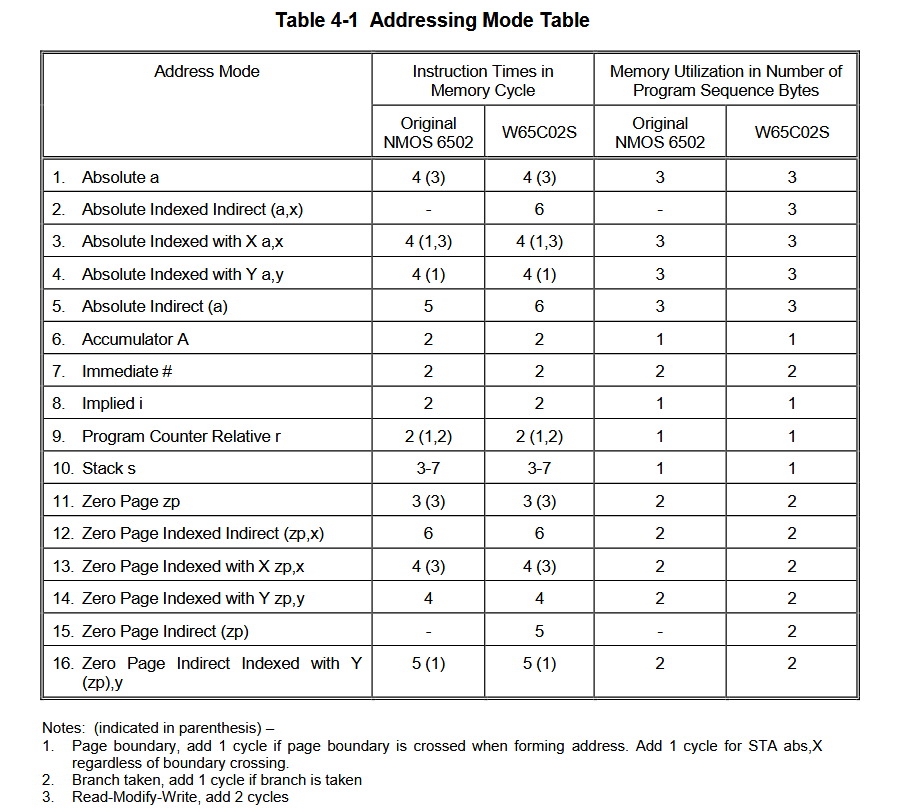 Table 4-1 Addressing Mode Table
Address Mode
Instruction Times in Memory Cycle
Memory Utilization in Number of Program Sequence Bytes
Original NMOS 6502
W65C02S
Original NMOS 6502
W65C02S
1. Absolute a 4 (3) 4 (3) 3 3
2. Absolute Indexed Indirect (a,x) - 6 - 3
3. Absolute Indexed with X a,x 4 (1,3) 4 (1,3) 3 3
4. Absolute Indexed with Y a,y 4 (1) 4 (1) 3 3
5. Absolute Indirect (a) 5 6 3 3
6. Accumulator A 2 2 1 1
7. Immediate # 2 2 2 2
8. Implied i 2 2 1 1
9. Program Counter Relative r 2 (1,2) 2 (1,2) 1 1
10. Stack s 3-7 3-7 1 1
11. Zero Page zp 3 (3) 3 (3) 2 2
12. Zero Page Indexed Indirect (zp,x) 6 6 2 2
13. Zero Page Indexed with X zp,x 4 (3) 4 (3) 2 2
14. Zero Page Indexed with Y zp,y 4 4 2 2
15. Zero Page Indirect (zp) - 5 - 2
16. Zero Page Indirect Indexed with Y (zp),y 5 (1) 5 (1) 2 2
Notes: (indicated in parenthesis) –
1. Page boundary, add 1 cycle if page boundary is crossed when forming address. Add 1 cycle for STA abs,X
regardless of boundary crossing.
2. Branch taken, add 1 cycle if branch is taken
3. Read-Modify-Write, add 2 cycles